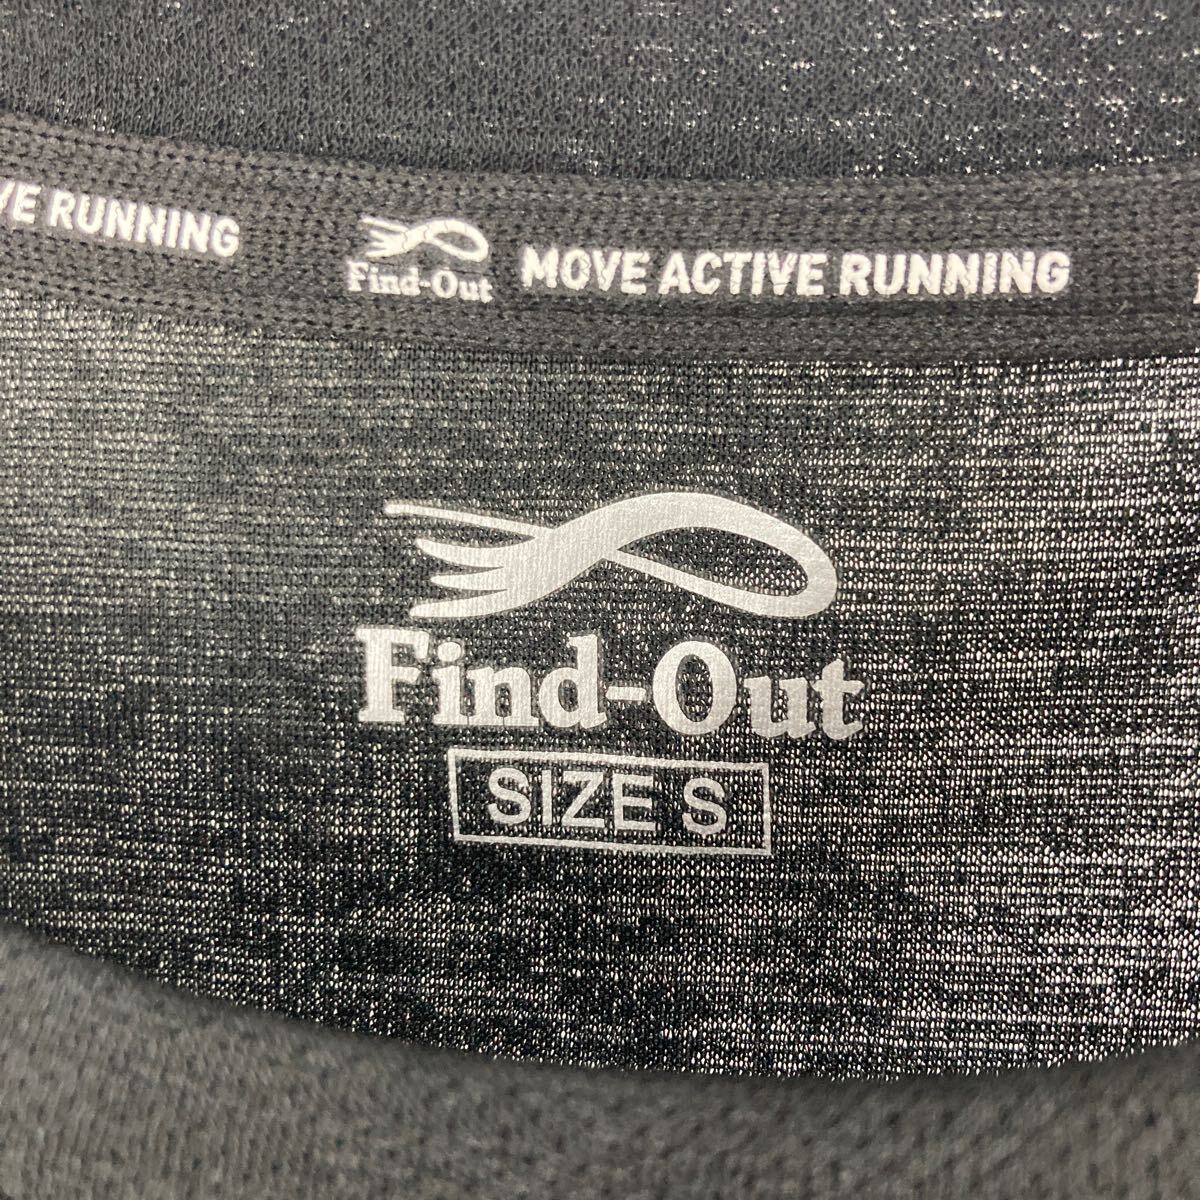 VE RUNNING
Find-Out MOVE ACTIVE RUNNING
Find-Out
SIZE S